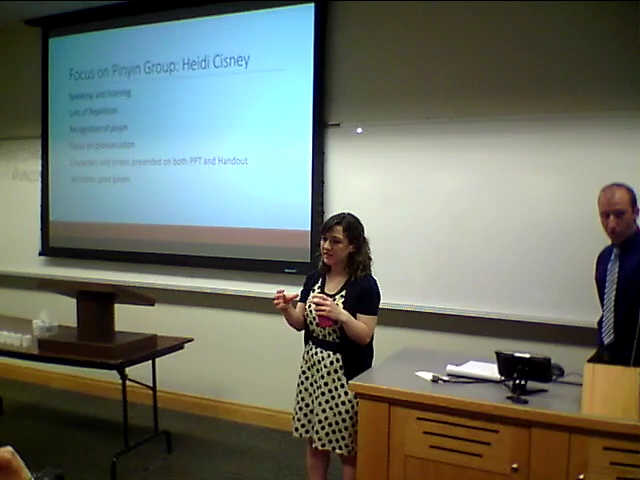 Focus on Pinyin Group: Heidi Cisney
Speaking and listening
Lots of Repetition
Recognition of pinyin
Focus on pronunciation
Characters and pinyin presented on both PPT and Handout
Activities used pinyin